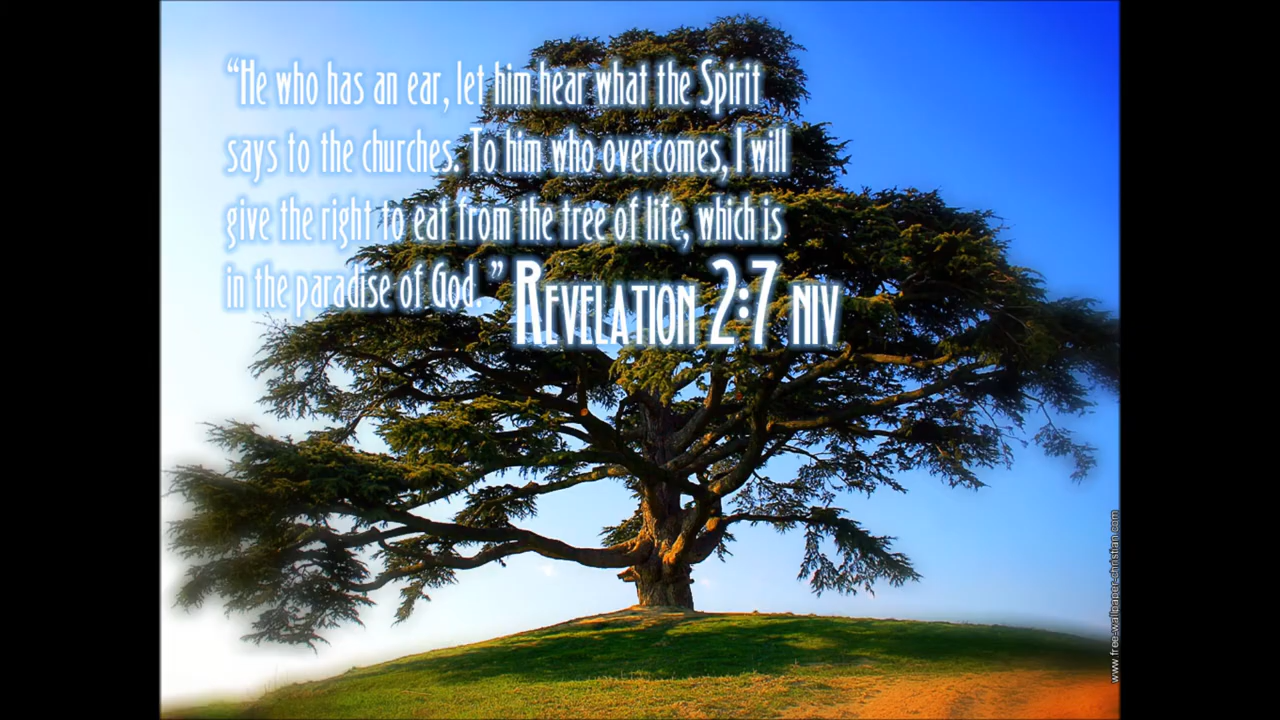 “He who has an ear, let him hear what the Spirit
says to the churches. To him who overcomes, I will
give the right to eat from the tree of life, which is
in the paradise of God.” Revelation 2:7 NIV
www.free-wallpaper-christian.com